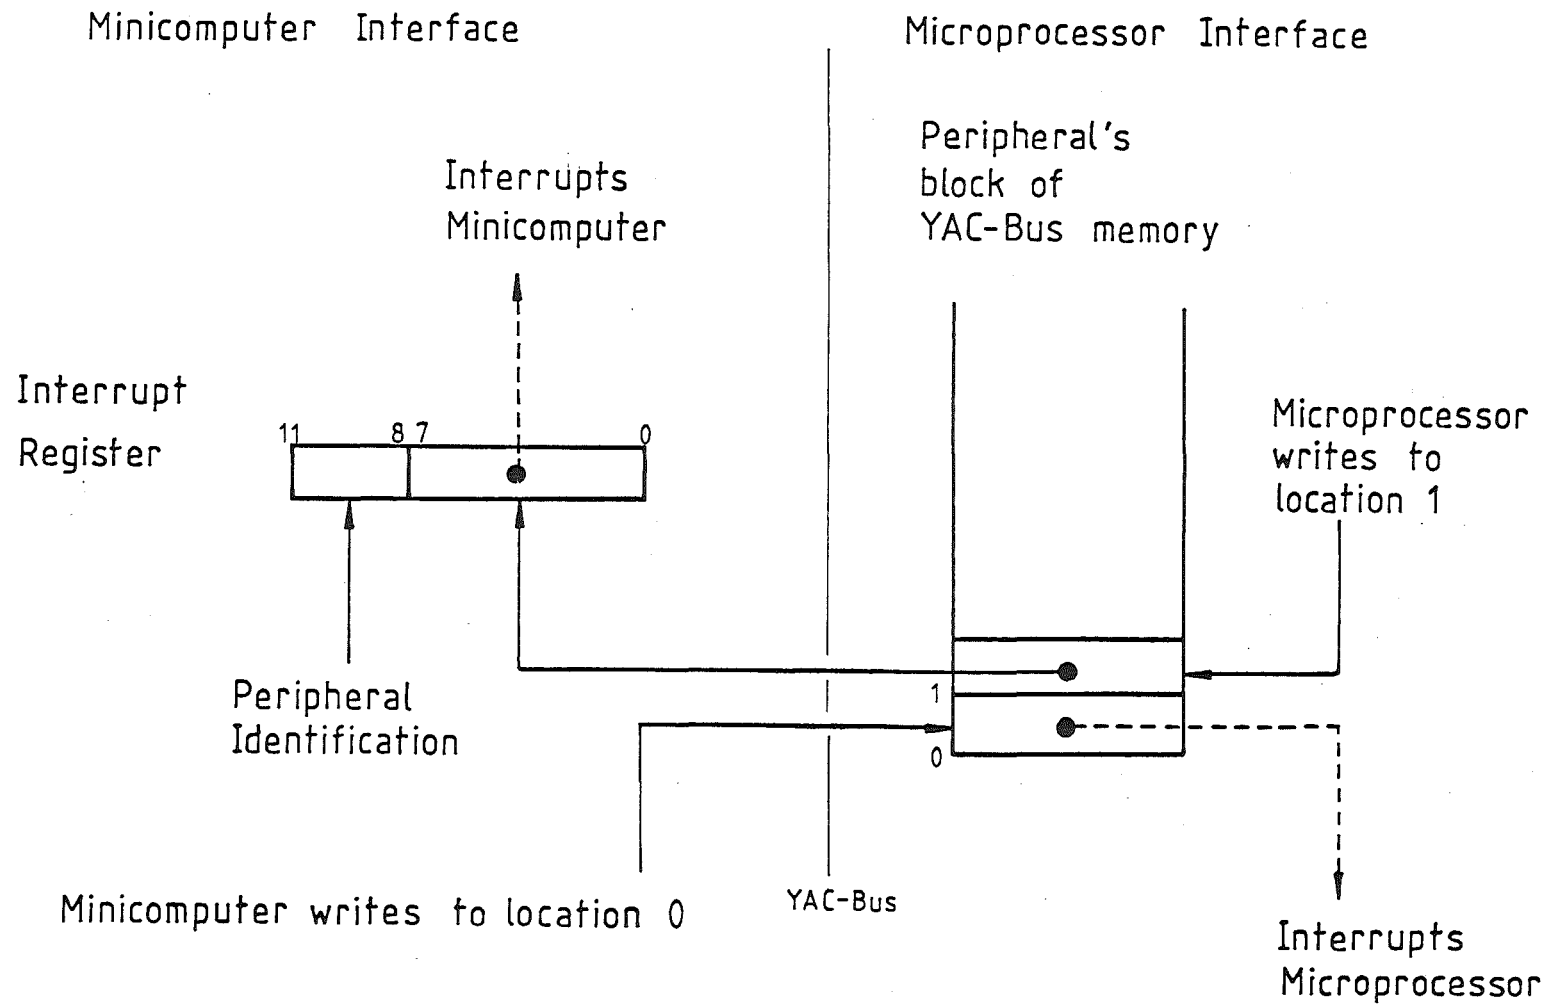 Minicomputer Interface
Microprocessor Interface
Peripheral's
block of
YAC-Bus memory
Interrupts
Minicomputer
Interrupt
Register
11
8 7
0
Microprocessor
writes to
location 1
Peripheral
Identification
1
0
Minicomputer writes to location 0
YAC-Bus
Interrupts
Microprocessor